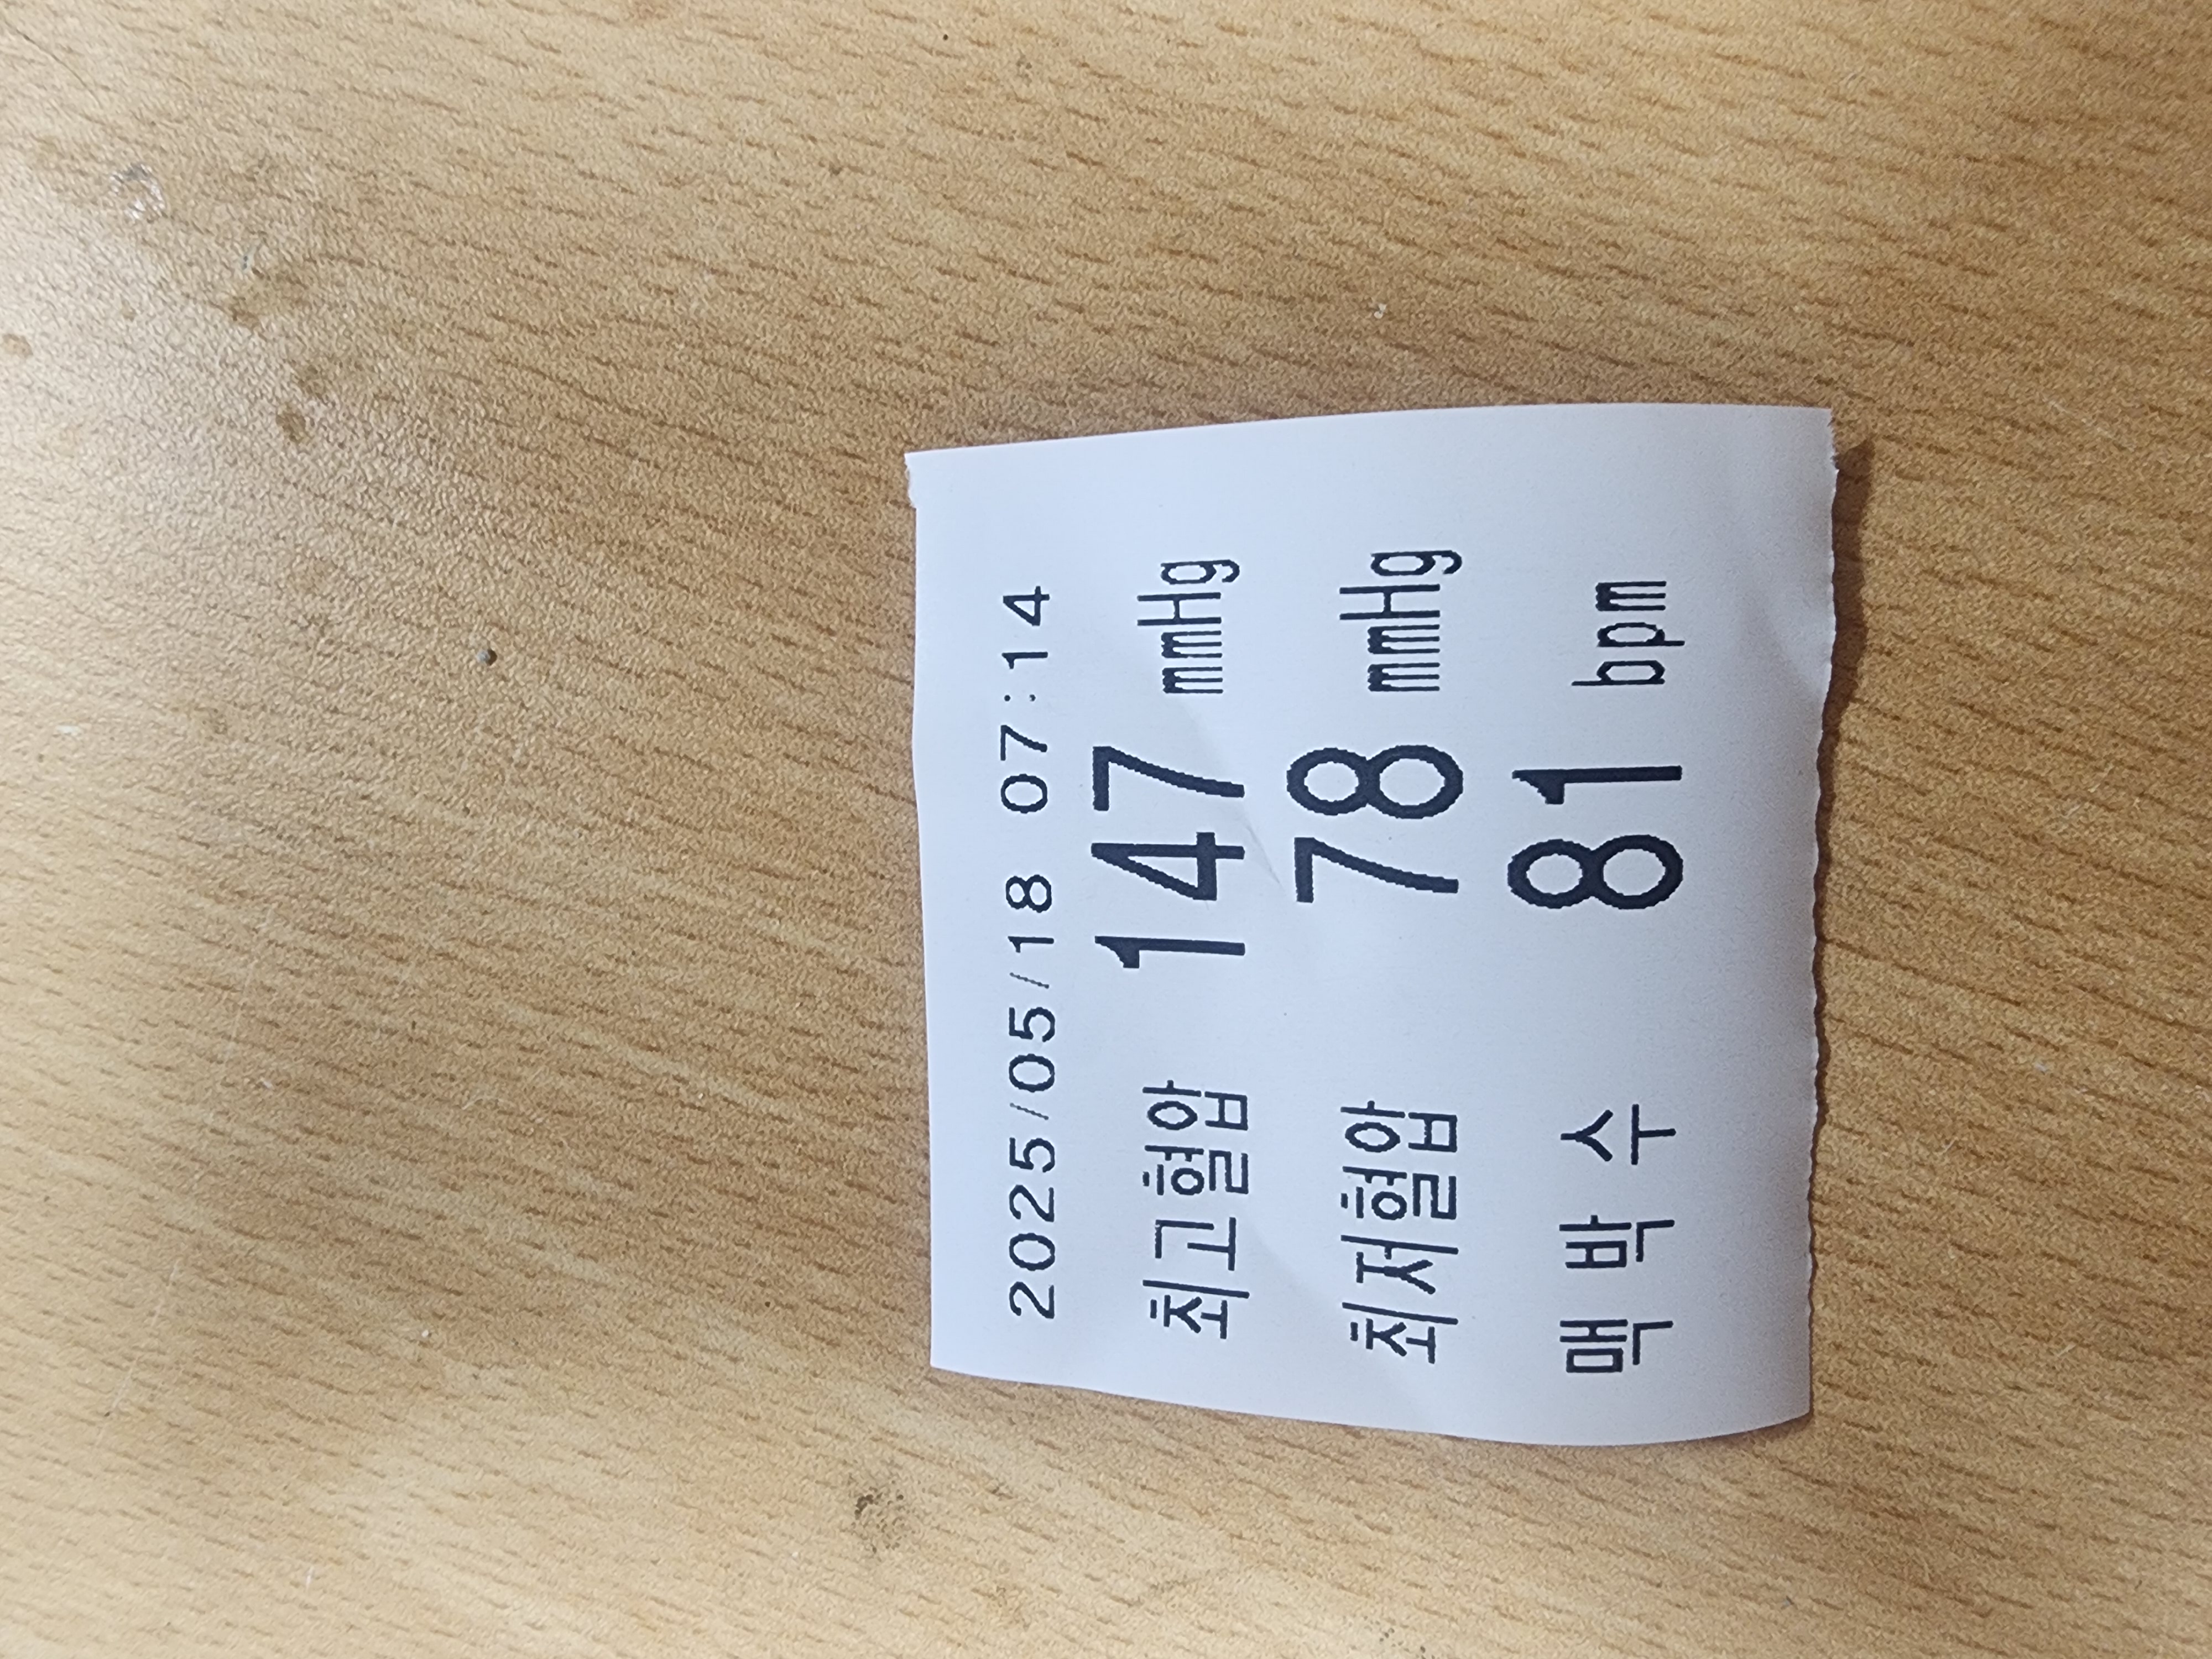 2025/05/18 07:14
최고혈압 147 mmHg
최저혈압 78 mmHg
맥 박 수 81 bpm